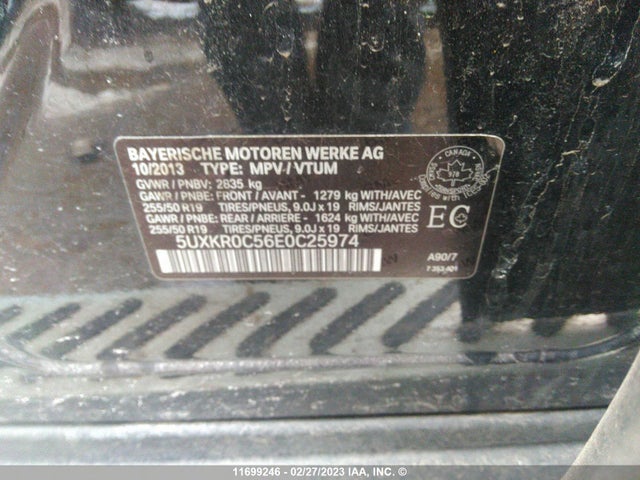 BAYERISCHE MOTOREN WERKE AG
10/2013 TYPE: MPV / VTUM
GVWR / PNBV: 2835 kg
GAWR / PNBE: FRONT / AVANT - 1279 kg WITH/AVEC
255/50 R19 TIRES/PNEUS, 9.0J x 19 RIMS/JANTES
GAWR / PNBE: REAR / ARRIERE - 1624 kg WITH/AVEC
255/50 R19 TIRES/PNEUS, 9.0J x 19 RIMS/JANTES
5UXKR0C56E0C25974
CANADA
978
TRANSPORT
EC
A90/7
11699246 - 02/27/2023 IAA, INC. ©